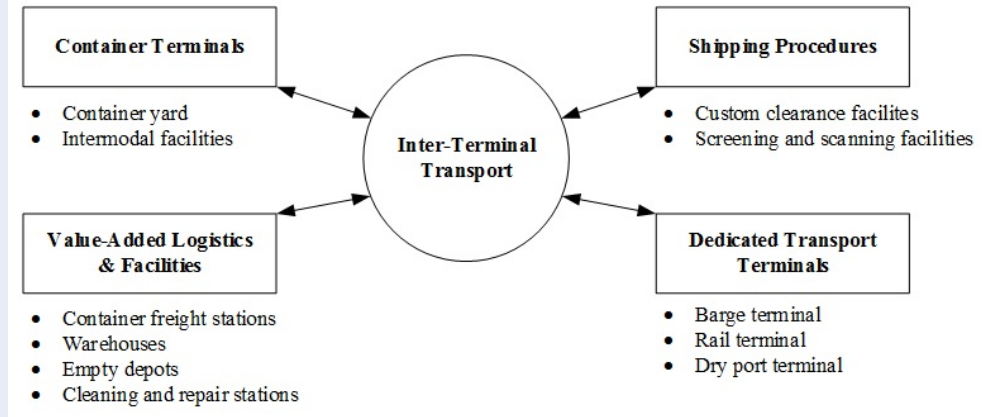 Container Terminals
• Container yard
• Intermodal facilities
Shipping Procedures
• Custom clearance facilites
• Screening and scanning facilities
Inter-Terminal
Transport
Value-Added Logistics
& Facilities
• Container freight stations
• Warehouses
• Empty depots
• Cleaning and repair stations
Dedicated Transport
Terminals
• Barge terminal
• Rail terminal
• Dry port terminal